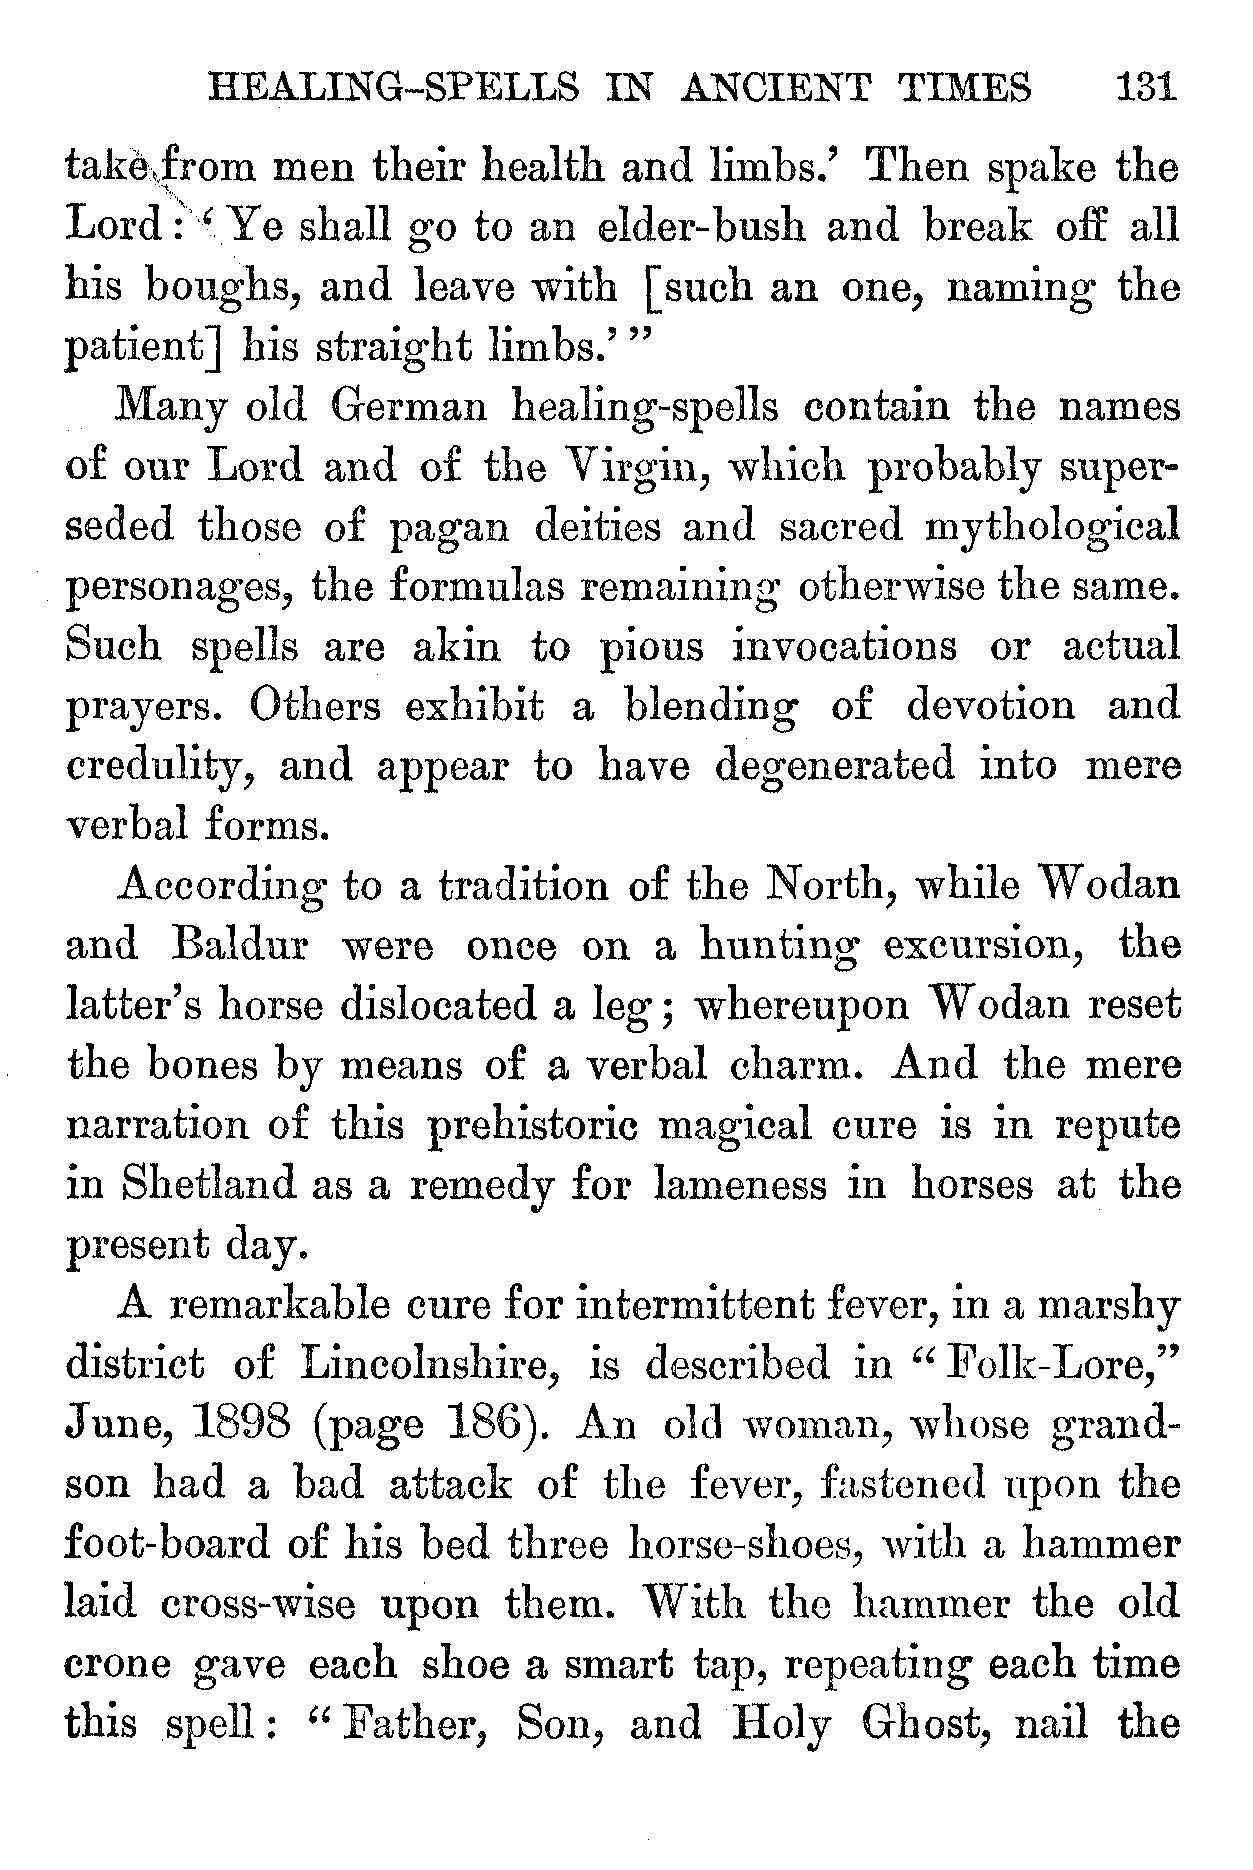 HEALING-SPELLS IN ANCIENT TIMES 131
take from men their health and limbs.’ Then spake the
Lord: ‘Ye shall go to an elder-bush and break off all
his boughs, and leave with [such an one, naming the
patient] his straight limbs.’”
Many old German healing-spells contain the names
of our Lord and of the Virgin, which probably super-
seded those of pagan deities and sacred mythological
personages, the formulas remaining otherwise the same.
Such spells are akin to pious invocations or actual
prayers. Others exhibit a blending of devotion and
credulity, and appear to have degenerated into mere
verbal forms.
According to a tradition of the North, while Wodan
and Baldur were once on a hunting excursion, the
latter’s horse dislocated a leg; whereupon Wodan reset
the bones by means of a verbal charm. And the mere
narration of this prehistoric magical cure is in repute
in Shetland as a remedy for lameness in horses at the
present day.
A remarkable cure for intermittent fever, in a marshy
district of Lincolnshire, is described in “Folk-Lore,”
June, 1898 (page 186). An old woman, whose grand-
son had a bad attack of the fever, fastened upon the
foot-board of his bed three horse-shoes, with a hammer
laid cross-wise upon them. With the hammer the old
crone gave each shoe a smart tap, repeating each time
this spell: “Father, Son, and Holy Ghost, nail the